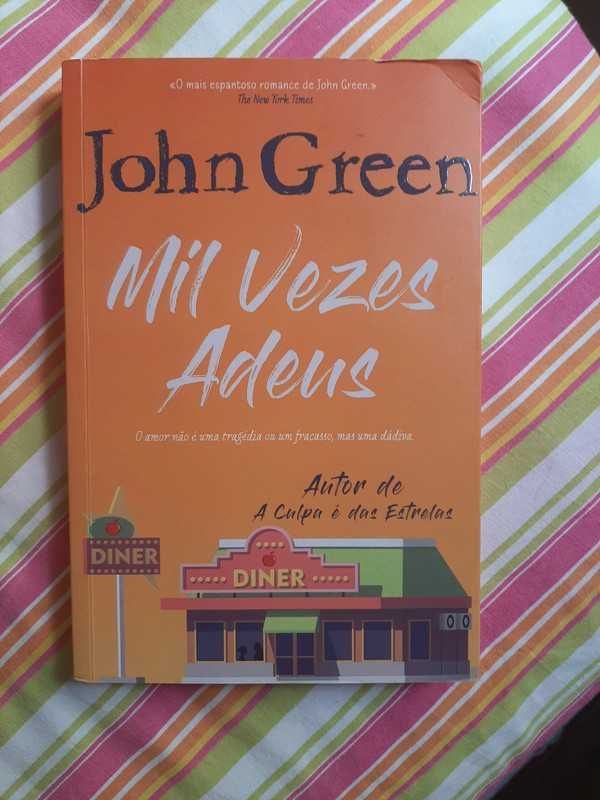 «O mais espantoso romance de John Green.»
The New York Times
John Green
Mil Vezes
Adeus
O amor não é uma tragédia ou um fracasso, mas uma dádiva.
Autor de
A Culpa é das Estrelas
DINER
DINER